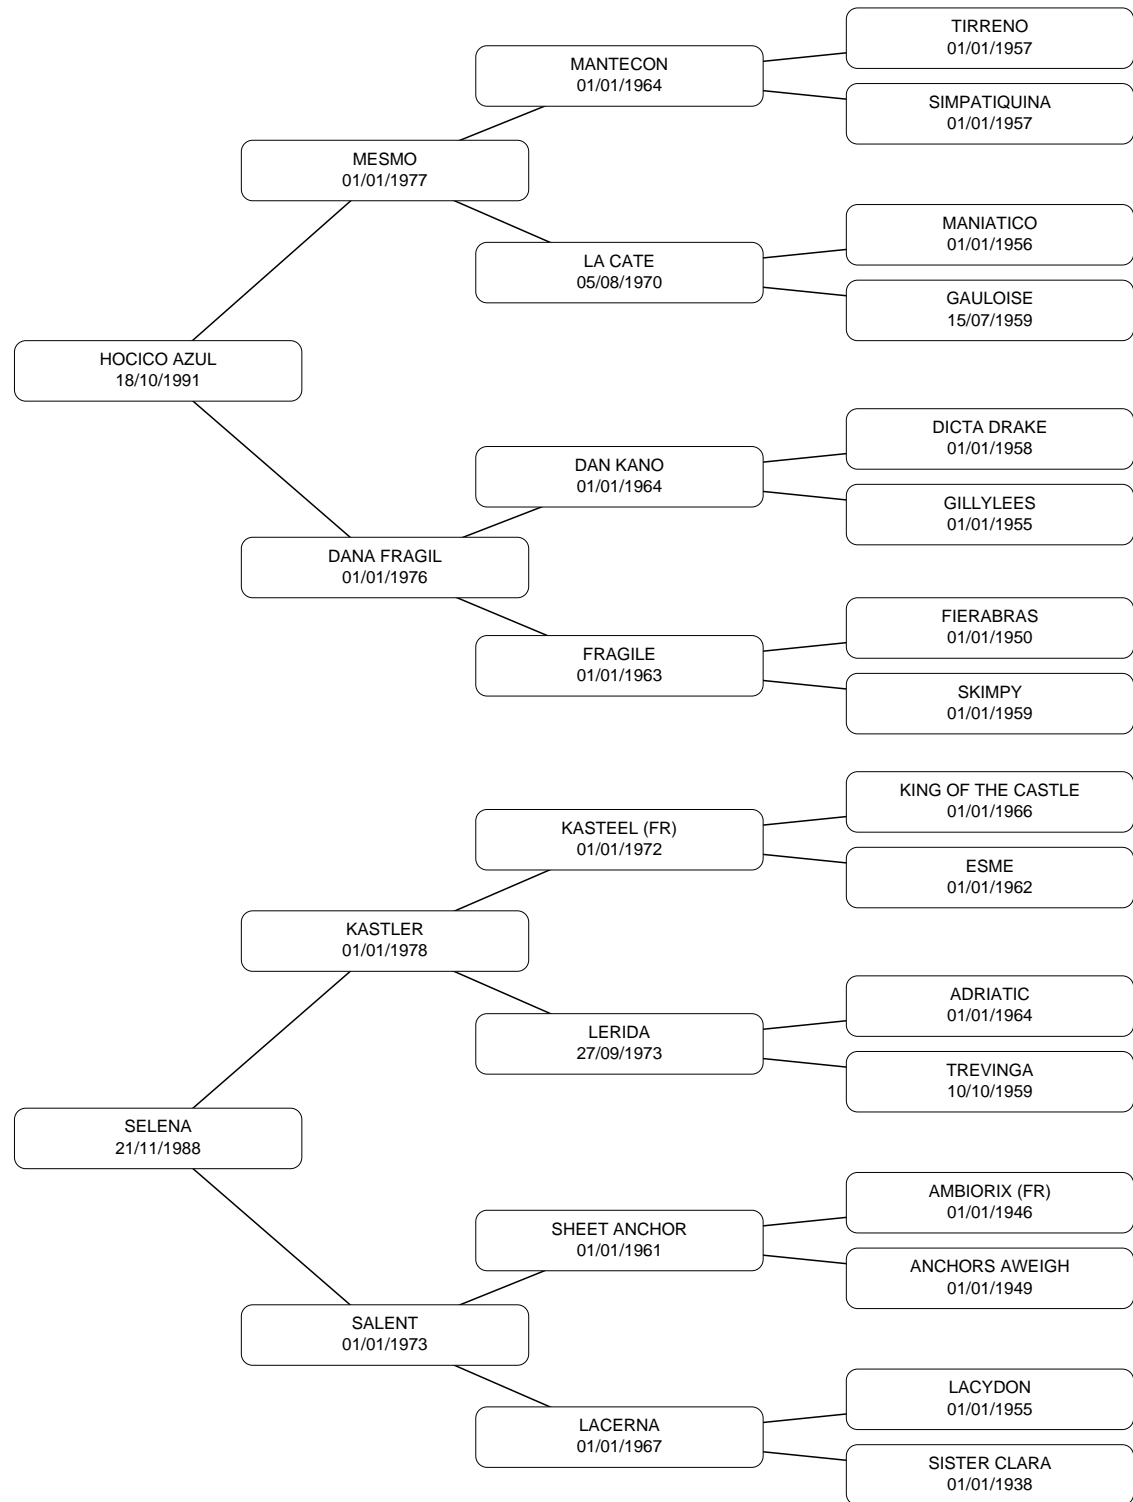 TIRRENO
01/01/1957
MANTECON
01/01/1964
SIMPATIQUINA
01/01/1957
MESMO
01/01/1977
MANIATICO
01/01/1956
LA CATE
05/08/1970
GAULOISE
15/07/1959
HOCICO AZUL
18/10/1991
DICTA DRAKE
01/01/1958
DAN KANO
01/01/1964
GILLYLEES
01/01/1955
DANA FRAGIL
01/01/1976
FIERABRAS
01/01/1950
FRAGILE
01/01/1963
SKIMPY
01/01/1959
KING OF THE CASTLE
01/01/1966
KASTEEL (FR)
01/01/1972
ESME
01/01/1962
KASTLER
01/01/1978
ADRIATIC
01/01/1964
LERIDA
27/09/1973
TREVINGA
10/10/1959
SELENA
21/11/1988
AMBIORIX (FR)
01/01/1946
SHEET ANCHOR
01/01/1961
ANCHORS AWEIGH
01/01/1949
SALENT
01/01/1973
LACYDON
01/01/1955
LACERNA
01/01/1967
SISTER CLARA
01/01/1938